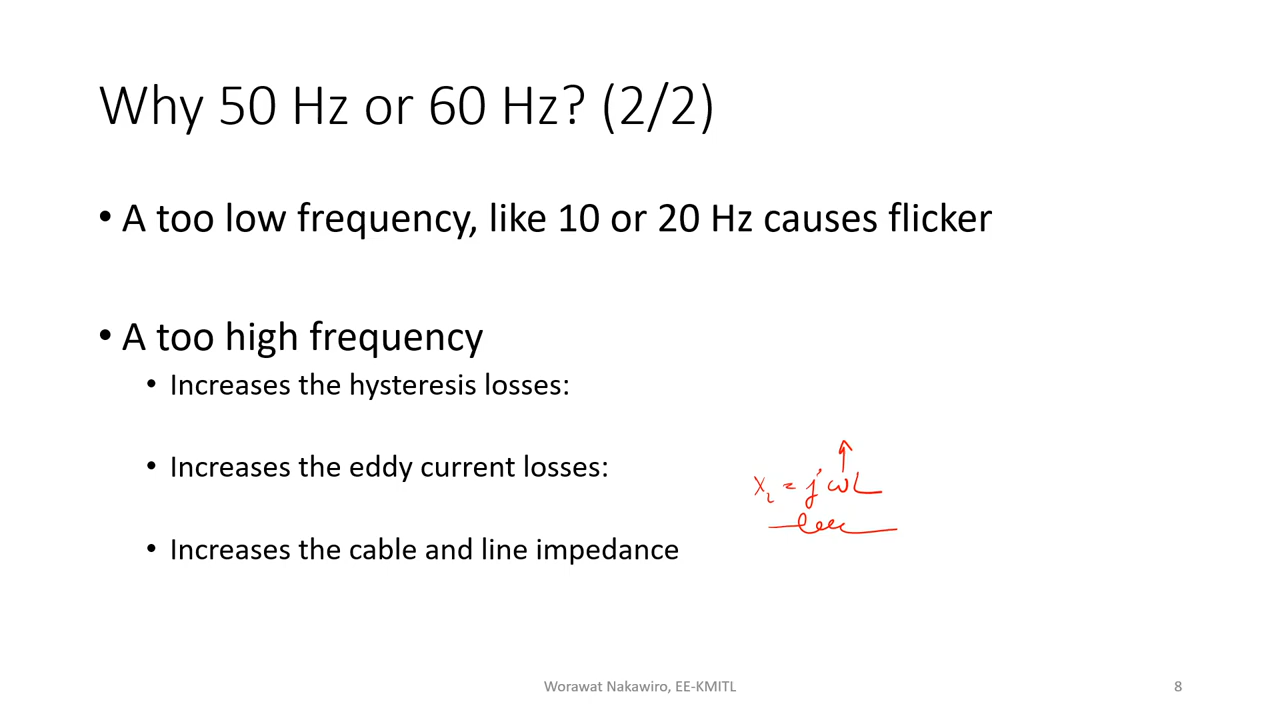 Why 50 Hz or 60 Hz? (2/2)
• A too low frequency, like 10 or 20 Hz causes flicker
• A too high frequency
• Increases the hysteresis losses:
• Increases the eddy current losses:
X_L = jωL
• Increases the cable and line impedance
Worawat Nakawiro, EE-KMITL
8